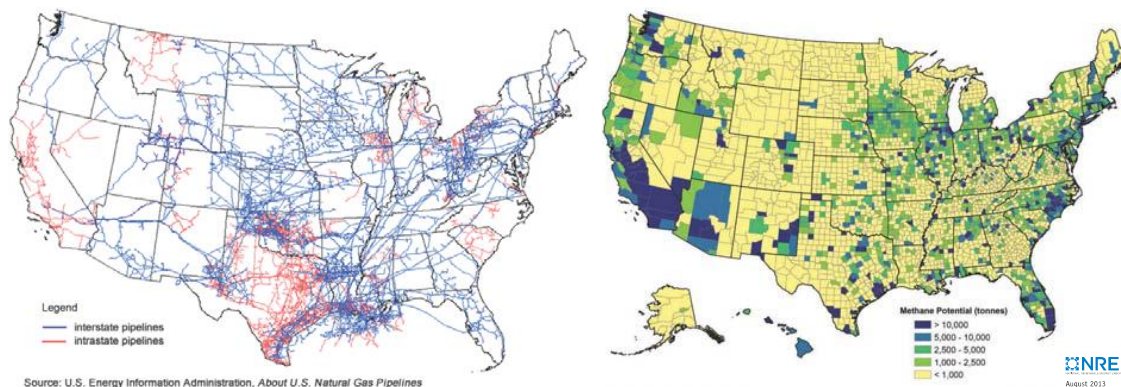 Legend
interstate pipelines
intrastate pipelines
Source: U.S. Energy Information Administration, About U.S. Natural Gas Pipelines
Methane Potential (tonnes)
> 10,000
5,000 - 10,000
2,500 - 5,000
1,000 - 2,500
< 1,000
NRE
August 2013